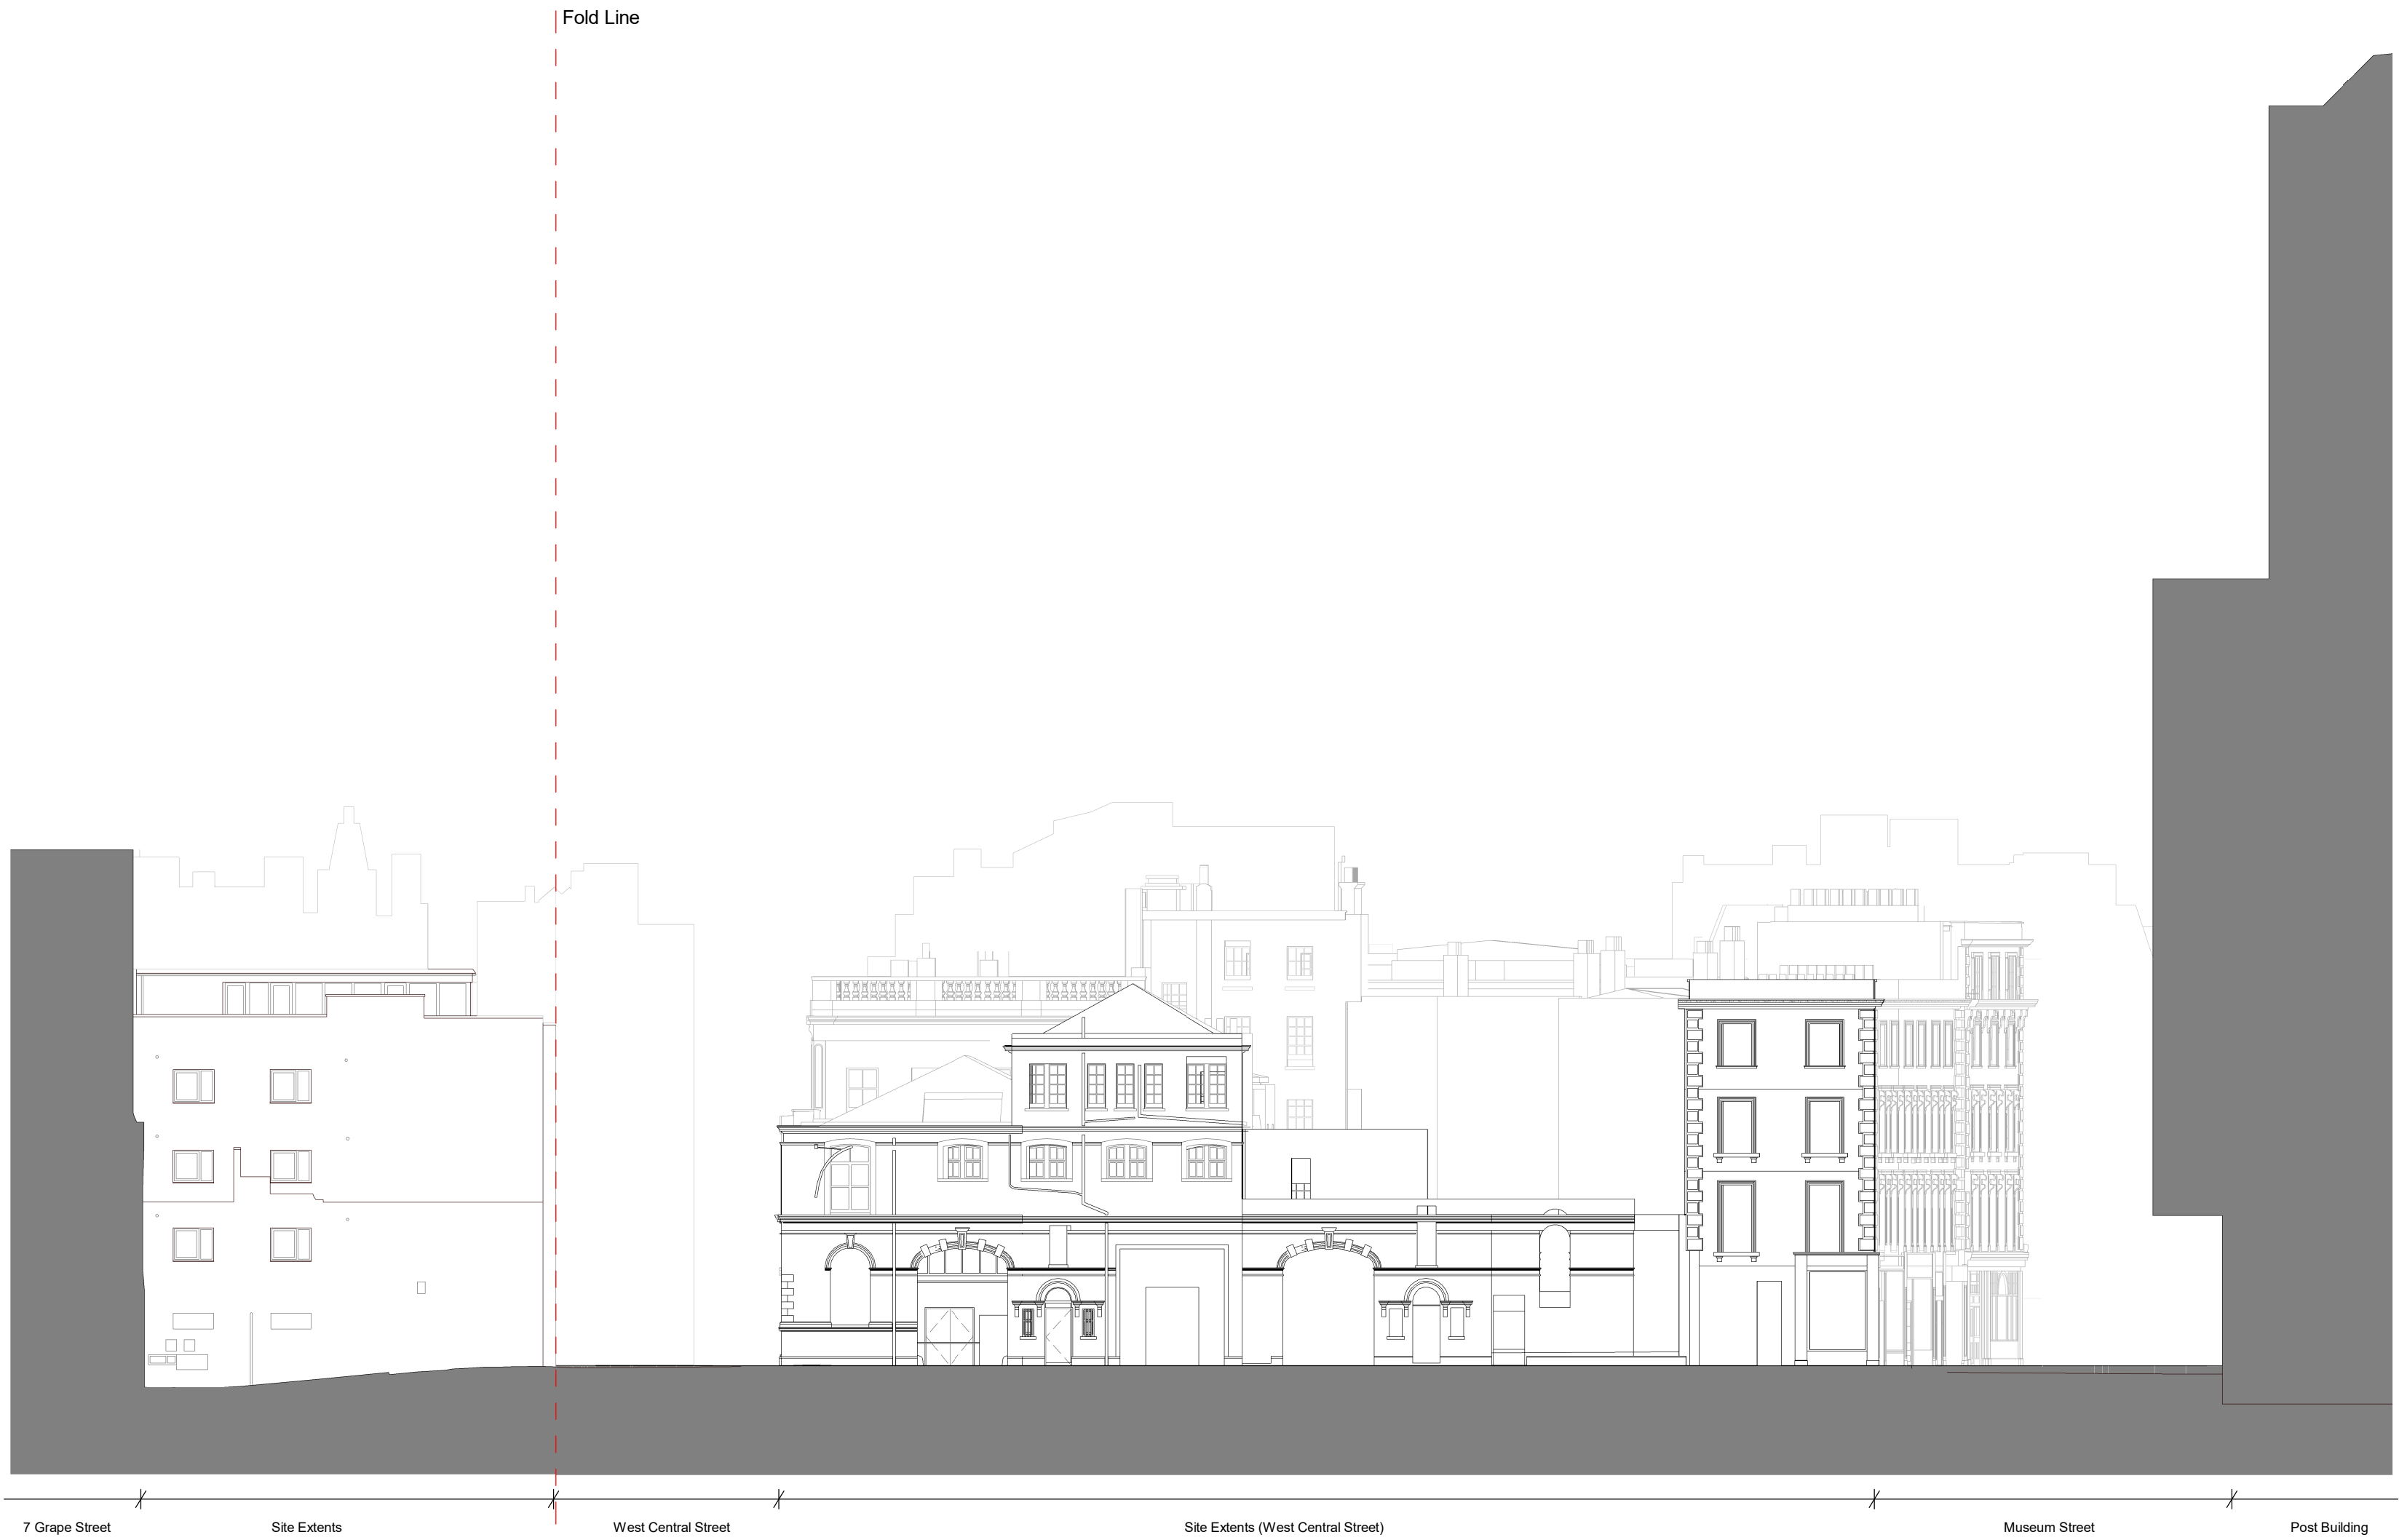 Fold Line
7 Grape Street
Site Extents
West Central Street
Site Extents (West Central Street)
Museum Street
Post Building